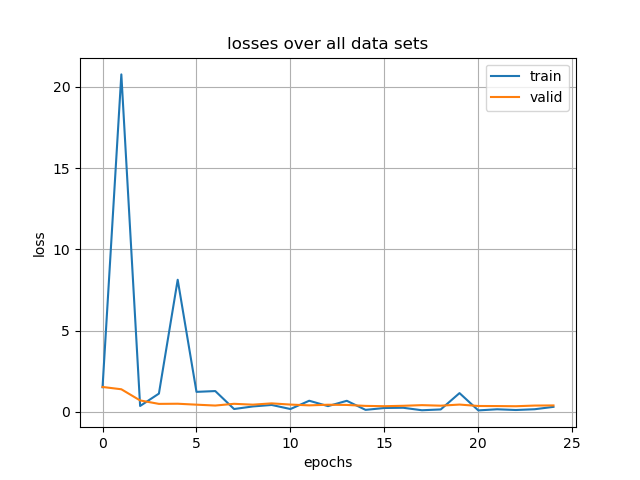 losses over all data sets
train
valid
20
15
10
5
0
loss
0 5 10 15 20 25
epochs